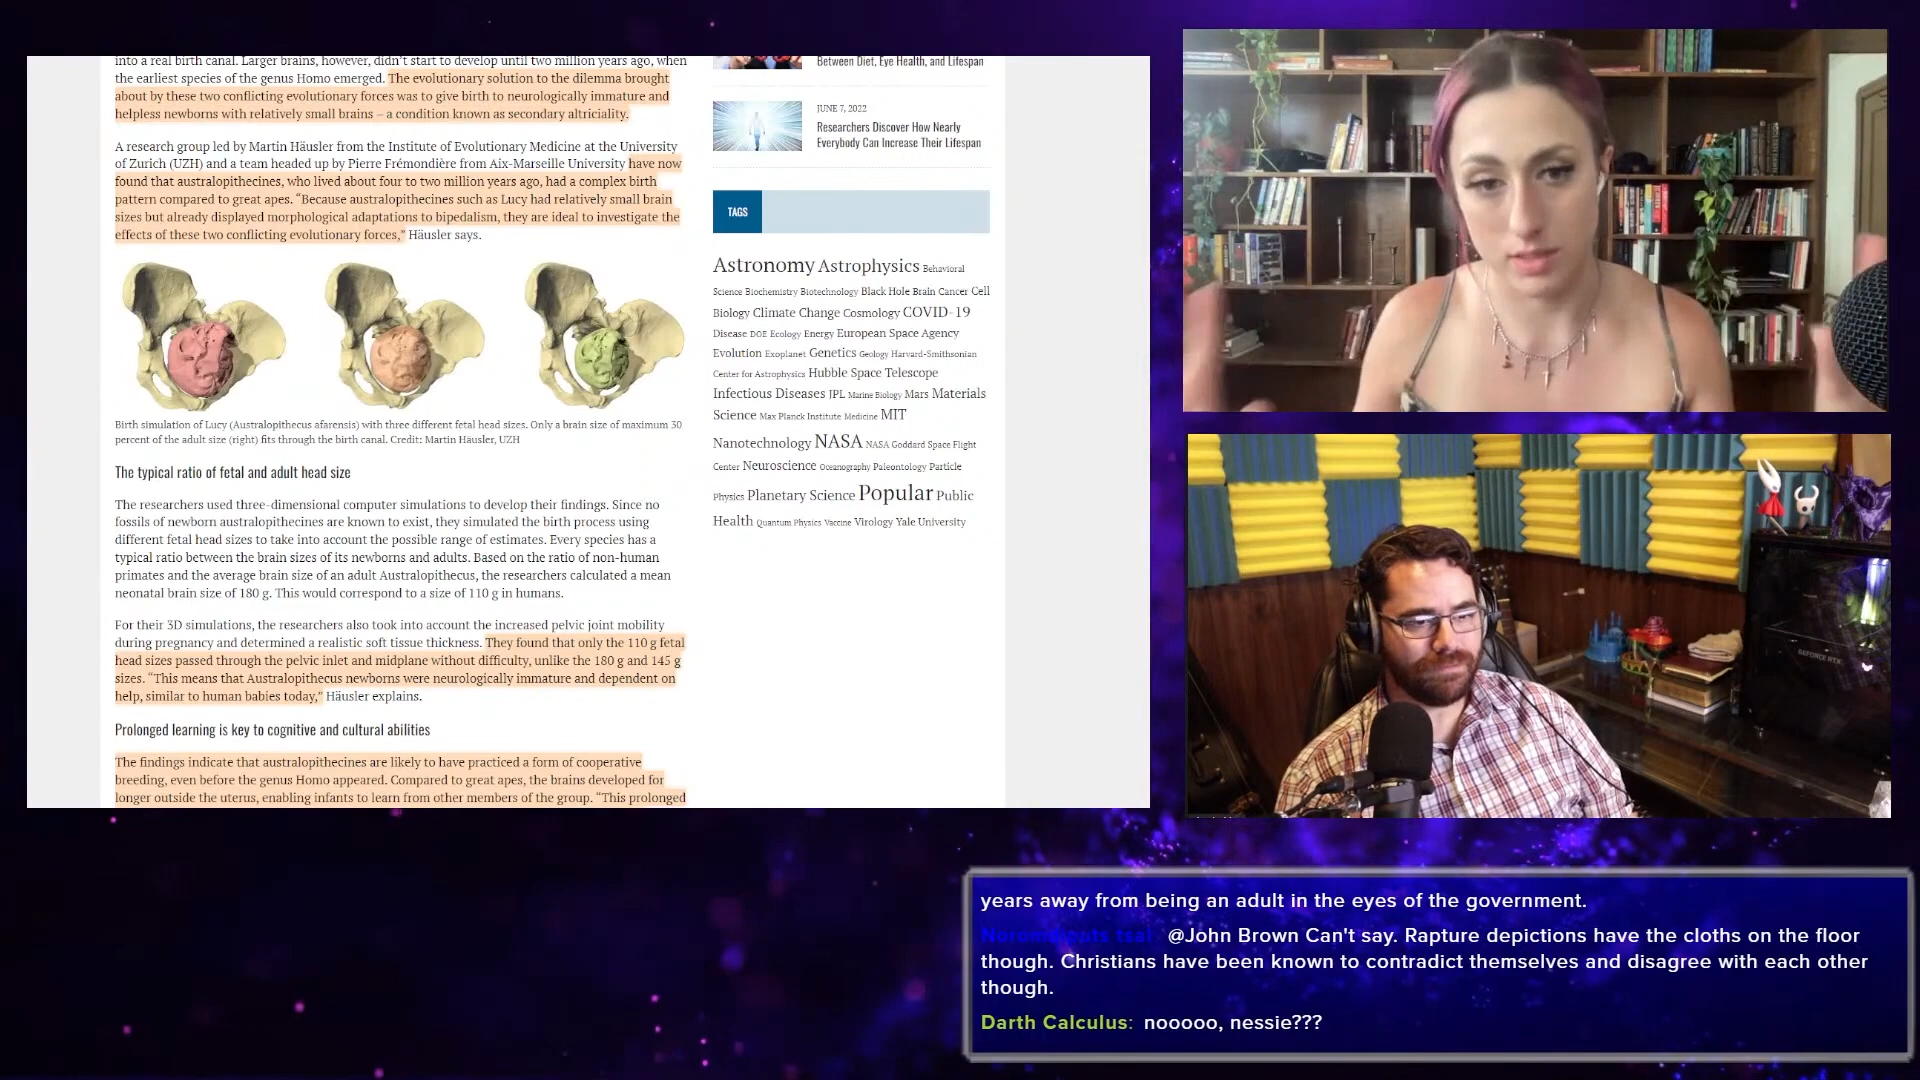 into a real birth canal. Larger brains, however, didn't start to develop until two million years ago, when
the earliest species of the genus Homo emerged. The evolutionary solution to the dilemma brought
about by these two conflicting evolutionary forces was to give birth to neurologically immature and
helpless newborns with relatively small brains – a condition known as secondary altriciality.
A research group led by Martin Häusler from the Institute of Evolutionary Medicine at the University
of Zurich (UZH) and a team headed up by Pierre Frémondière from Aix-Marseille University have now
found that australopithecines, who lived about four to two million years ago, had a complex birth
pattern compared to great apes. “Because australopithecines such as Lucy had relatively small brain
sizes but already displayed morphological adaptations to bipedalism, they are ideal to investigate the
effects of these two conflicting evolutionary forces,” Häusler says.
Birth simulation of Lucy (Australopithecus afarensis) with three different fetal head sizes. Only a brain size of maximum 30
percent of the adult size (right) fits through the birth canal. Credit: Martin Häusler, UZH
The typical ratio of fetal and adult head size
The researchers used three-dimensional computer simulations to develop their findings. Since no
fossils of newborn australopithecines are known to exist, they simulated the birth process using
different fetal head sizes to take into account the possible range of estimates. Every species has a
typical ratio between the brain sizes of its newborns and adults. Based on the ratio of non-human
primates and the average brain size of an adult Australopithecus, the researchers calculated a mean
neonatal brain size of 180 g. This would correspond to a size of 110 g in humans.
For their 3D simulations, the researchers also took into account the increased pelvic joint mobility
during pregnancy and determined a realistic soft tissue thickness. They found that only the 110 g fetal
head sizes passed through the pelvic inlet and midplane without difficulty, unlike the 180 g and 145 g
sizes. “This means that Australopithecus newborns were neurologically immature and dependent on
help, similar to human babies today,” Häusler explains.
Prolonged learning is key to cognitive and cultural abilities
The findings indicate that australopithecines are likely to have practiced a form of cooperative
breeding, even before the genus Homo appeared. Compared to great apes, the brains developed for
longer outside the uterus, enabling infants to learn from other members of the group. “This prolonged
Between Diet, Eye Health, and Lifespan
JUNE 7, 2022
Researchers Discover How Nearly
Everybody Can Increase Their Lifespan
TAGS
Astronomy Astrophysics Behavioral
Science Biochemistry Biotechnology Black Hole Brain Cancer Cell
Biology Climate Change Cosmology COVID-19
Disease DOE Ecology Energy European Space Agency
Evolution Exoplanet Genetics Geology Harvard-Smithsonian
Center for Astrophysics Hubble Space Telescope
Infectious Diseases JPL Marine Biology Mars Materials
Science Max Planck Institute Medicine MIT
Nanotechnology NASA NASA Goddard Space Flight
Center Neuroscience Oceanography Paleontology Particle
Physics Planetary Science Popular Public
Health Quantum Physics Vaccine Virology Yale University
GEFORCE RTX
years away from being an adult in the eyes of the government.
@John Brown Can't say. Rapture depictions have the cloths on the floor
though. Christians have been known to contradict themselves and disagree with each other
though.
Darth Calculus: nooooo, nessie???